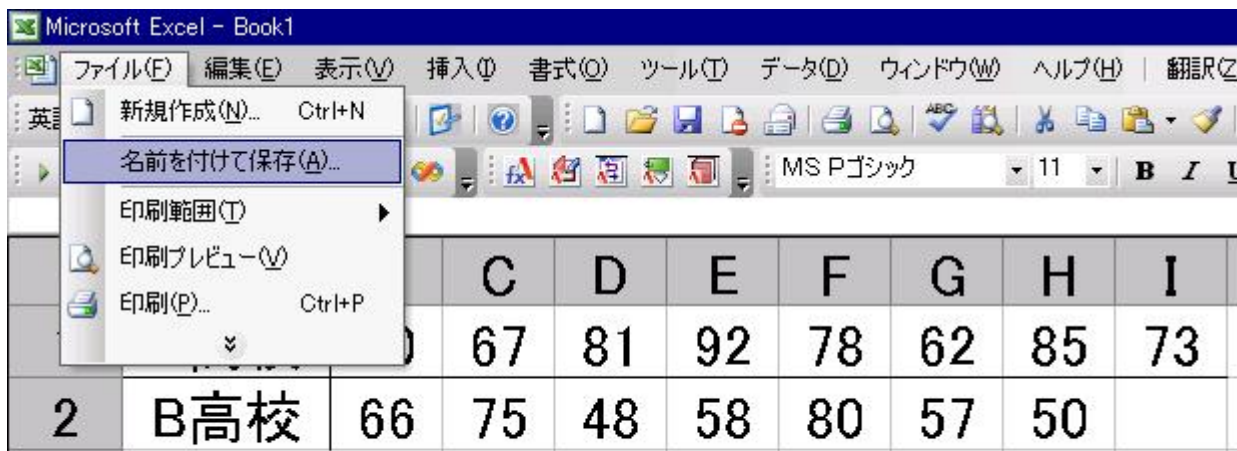 Microsoft Excel - Book1
ファイル(F) 編集(E) 表示(V) 挿入(I) 書式(O) ツール(T) データ(D) ウィンドウ(W) ヘルプ(H) 翻訳(Z
新規作成(N)... Ctrl+N
名前を付けて保存(A)...
MS Pゴシック 11 B I U
印刷範囲(T)
印刷プレビュー(V)
印刷(P)... Ctrl+P
C D E F G H I
67 81 92 78 62 85 73
2 B高校 66 75 48 58 80 57 50